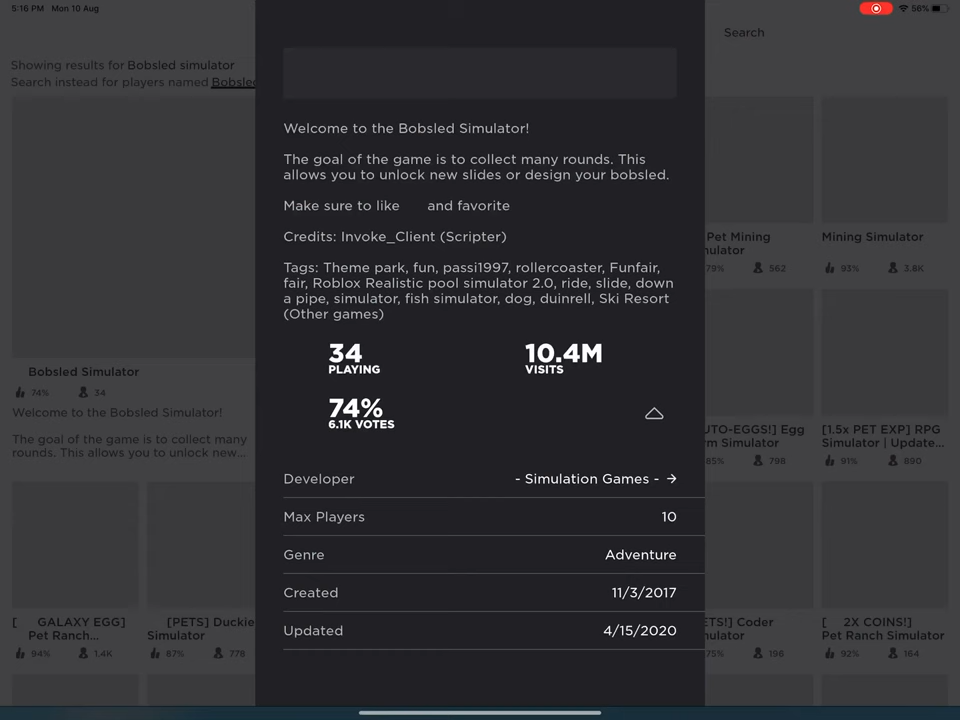 5:16 PM Mon 10 Aug
56%
Search
Showing results for Bobsled simulator
Search instead for players named Bobsled
Welcome to the Bobsled Simulator!
The goal of the game is to collect many rounds. This
allows you to unlock new slides or design your bobsled.
Make sure to like and favorite
Credits: Invoke_Client (Scripter)
Tags: Theme park, fun, passi1997, rollercoaster, Funfair,
fair, Roblox Realistic pool simulator 2.0, ride, slide, down
a pipe, simulator, fish simulator, dog, duinrell, Ski Resort
(Other games)
34
PLAYING
10.4M
VISITS
74%
6.1K VOTES
Developer
- Simulation Games - →
Max Players
10
Genre
Adventure
Created
11/3/2017
Updated
4/15/2020
Bobsled Simulator
74% 34
Welcome to the Bobsled Simulator!
The goal of the game is to collect many
rounds. This allows you to unlock new...
[ GALAXY EGG]
Pet Ranch...
94% 1.4K
[PETS] Duckie
Simulator
87% 778
Pet Mining
79% 562
Mining Simulator
93% 3.8K
Egg
Simulator
85% 798
[1.5x PET EXP] RPG
Simulator | Update...
91% 890
Coder
75% 198
[ 2X COINS!]
Pet Ranch Simulator
92% 164